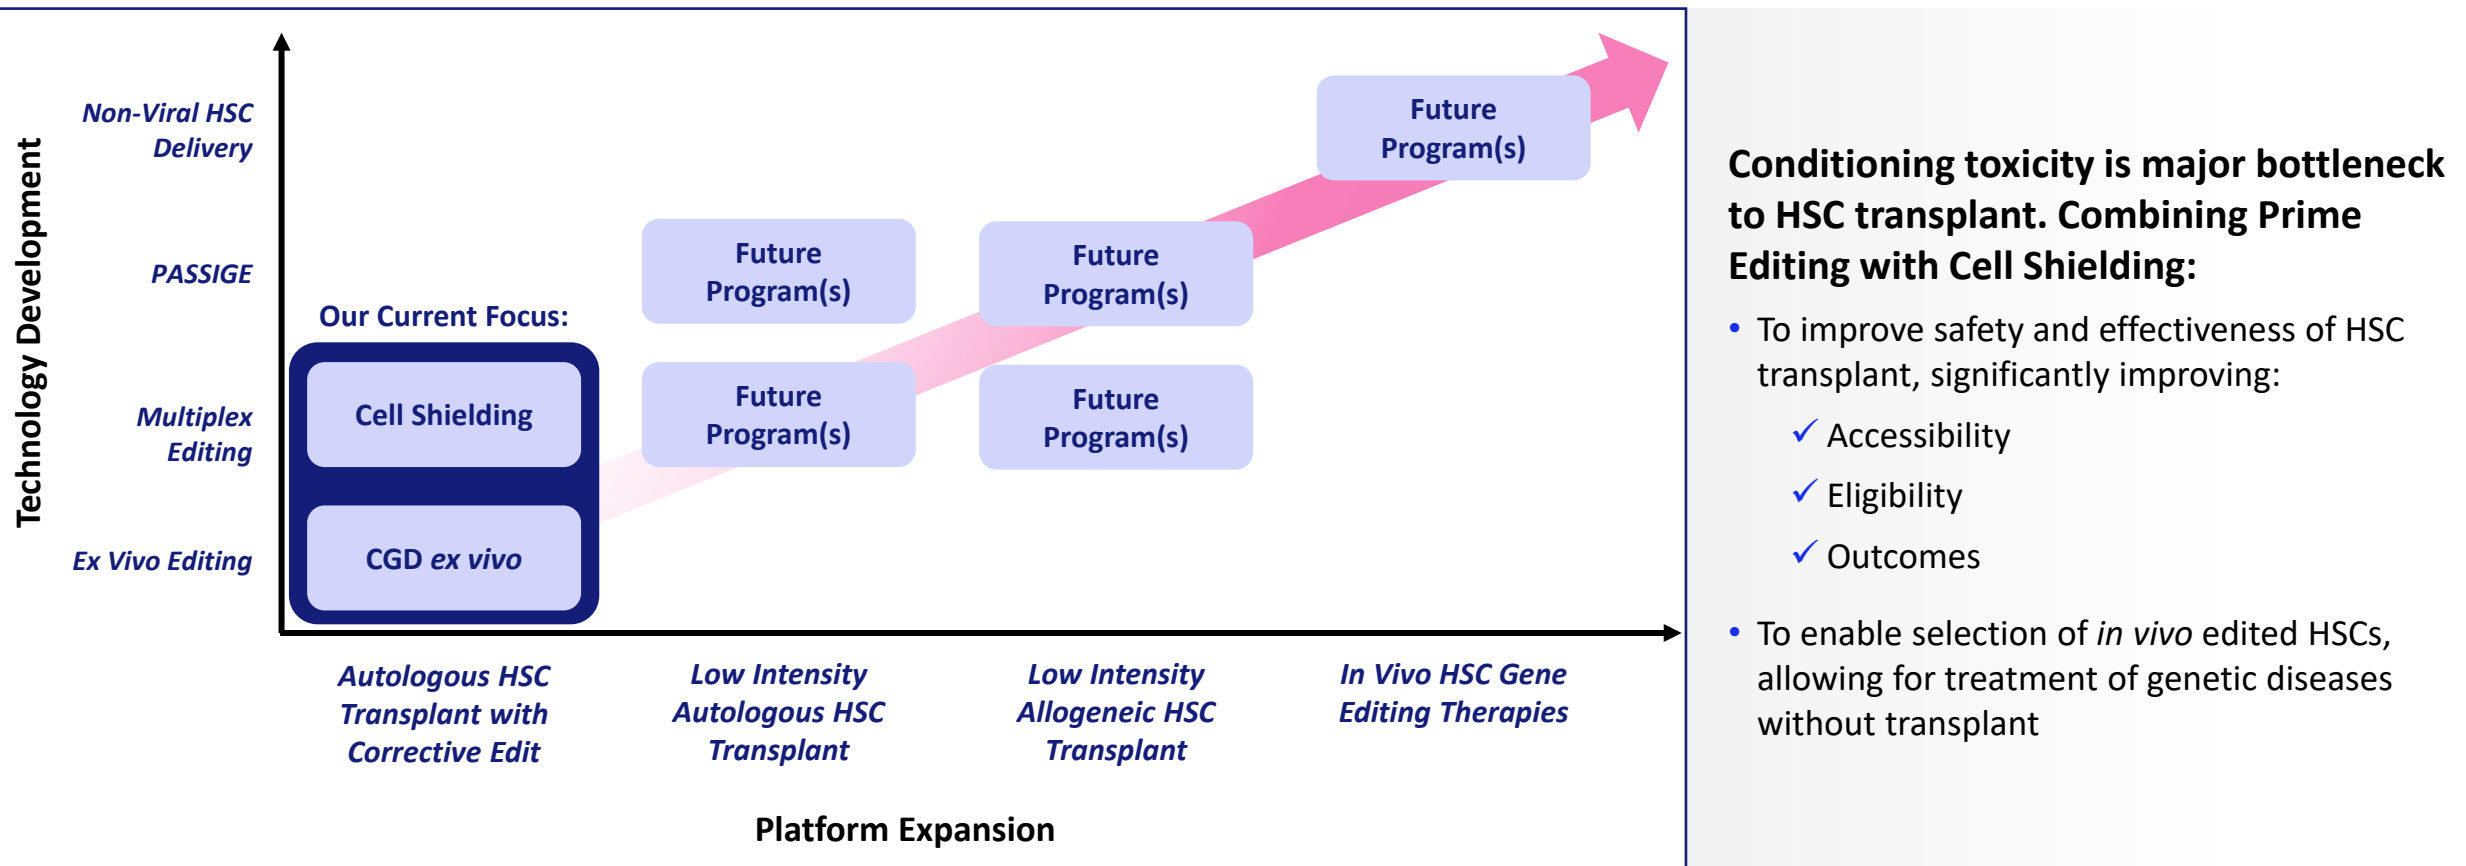 Technology Development
Non-Viral HSC
Delivery
PASSIGE
Multiplex
Editing
Ex Vivo Editing
Our Current Focus:
Cell Shielding
CGD ex vivo
Future
Program(s)
Future
Program(s)
Future
Program(s)
Future
Program(s)
Future
Program(s)
Autologous HSC
Transplant with
Corrective Edit
Low Intensity
Autologous HSC
Transplant
Low Intensity
Allogeneic HSC
Transplant
In Vivo HSC Gene
Editing Therapies
Platform Expansion
Conditioning toxicity is major bottleneck
to HSC transplant. Combining Prime
Editing with Cell Shielding:
• To improve safety and effectiveness of HSC
transplant, significantly improving:
✓ Accessibility
✓ Eligibility
✓ Outcomes
• To enable selection of in vivo edited HSCs,
allowing for treatment of genetic diseases
without transplant